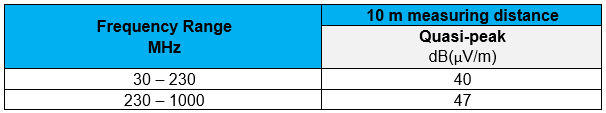 Frequency Range
MHz
10 m measuring distance
Quasi-peak
dB(µV/m)
30 – 230
40
230 – 1000
47